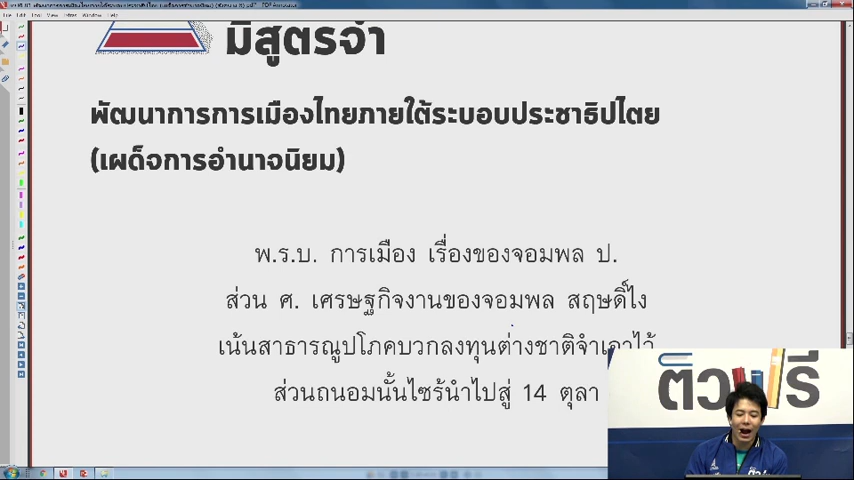 มีสูตรจำ
พัฒนาการการเมืองไทยภายใต้ระบอบประชาธิปไตย
(เผด็จการอำนาจนิยม)
พ.ร.บ. การเมือง เรื่องของจอมพล ป.
ส่วน ศ. เศรษฐกิจงานของจอมพล สฤษดิ์ไง
เน้นสาธารณูปโภคบวกลงทุนต่างชาติจำเอาไว้
ส่วนถนอมนั้นไซร้นำไปสู่ 14 ตุลา
ติวฟรี